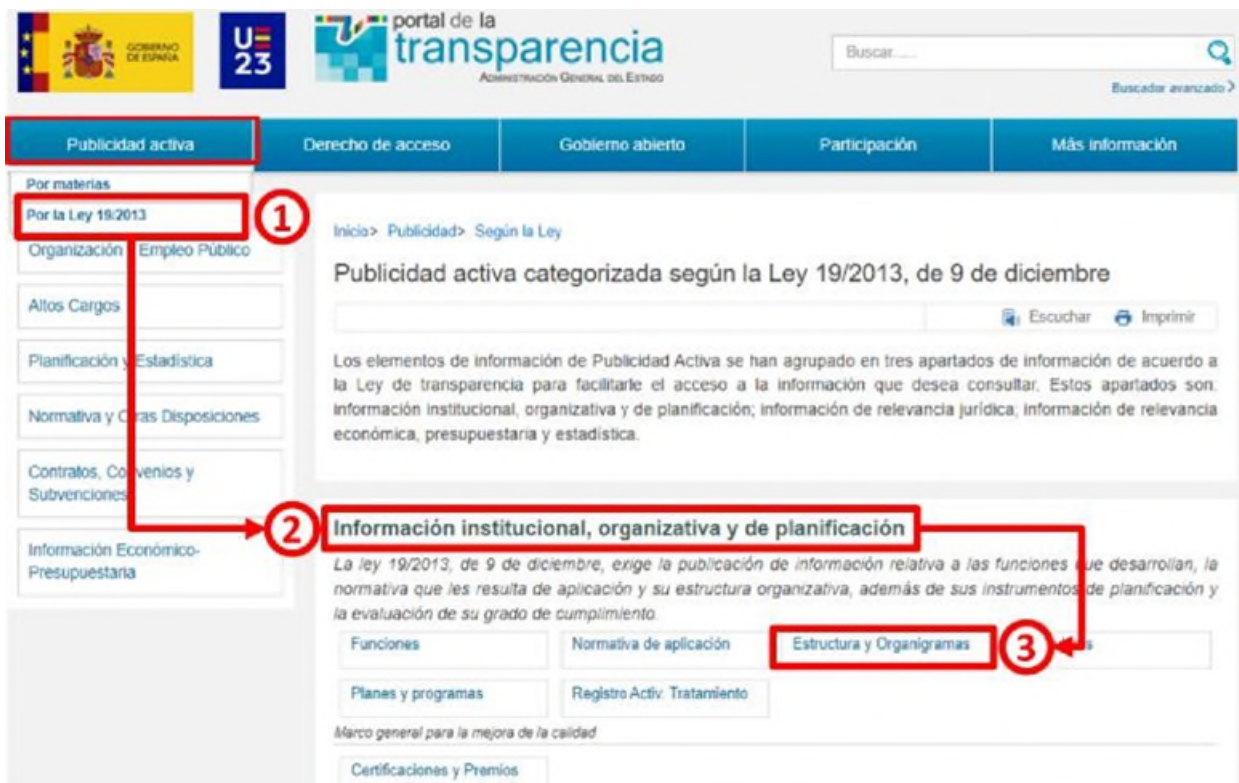 GOBIERNO
DE ESPAÑA
UE
23
portal de la
transparencia
ADMINISTRACIÓN GENERAL DEL ESTADO
Buscar......
Buscador avanzado
Publicidad activa
Derecho de acceso
Gobierno abierto
Participación
Más información
Por materias
Por la Ley 19/2013
1
Organización Empleo Público
Altos Cargos
Planificación y Estadística
Normativa y Otras Disposiciones
Contratos, Convenios y
Subvenciones
Información Económico-
Presupuestaria
Inicio> Publicidad> Según la Ley
Publicidad activa categorizada según la Ley 19/2013, de 9 de diciembre
Escuchar Imprimir
Los elementos de información de Publicidad Activa se han agrupado en tres apartados de información de acuerdo a
la Ley de transparencia para facilitarle el acceso a la información que desea consultar. Estos apartados son:
información institucional, organizativa y de planificación; información de relevancia jurídica; información de relevancia
económica, presupuestaria y estadística.
2 Información institucional, organizativa y de planificación
La ley 19/2013, de 9 de diciembre, exige la publicación de información relativa a las funciones que desarrollan, la
normativa que les resulta de aplicación y su estructura organizativa, además de sus instrumentos de planificación y
la evaluación de su grado de cumplimiento.
Funciones
Normativa de aplicación
Estructura y Organigramas
3
Planes y programas
Registro Activ. Tratamiento
Marco general para la mejora de la calidad
Certificaciones y Premios